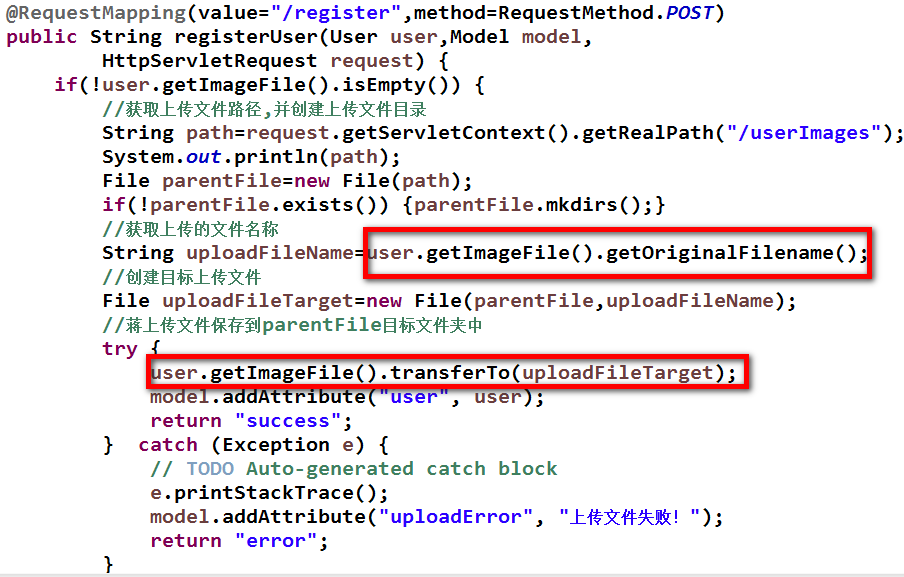 @RequestMapping(value="/register",method=RequestMethod.POST)
public String registerUser(User user,Model model,
HttpServletRequest request) {
if(!user.getImageFile().isEmpty()) {
//获取上传文件路径,并创建上传文件目录
String path=request.getServletContext().getRealPath("/userImages");
System.out.println(path);
File parentFile=new File(path);
if(!parentFile.exists()) {parentFile.mkdirs();}
//获取上传的文件名称
String uploadFileName=user.getImageFile().getOriginalFilename();
//创建目标上传文件
File uploadFileTarget=new File(parentFile,uploadFileName);
//蒋上传文件保存到parentFile目标文件夹中
try {
user.getImageFile().transferTo(uploadFileTarget);
model.addAttribute("user", user);
return "success";
} catch (Exception e) {
// TODO Auto-generated catch block
e.printStackTrace();
model.addAttribute("uploadError", "上传文件失败！");
return "error";
}